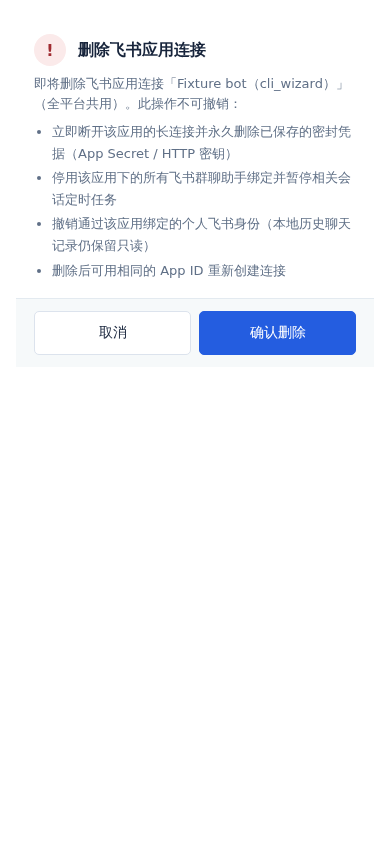 !
删除飞书应用连接
即将删除飞书应用连接「Fixture bot（cli_wizard）」
（全平台共用）。此操作不可撤销：
• 立即断开该应用的长连接并永久删除已保存的密封凭
据（App Secret / HTTP 密钥）
• 停用该应用下的所有飞书群聊助手绑定并暂停相关会
话定时任务
• 撤销通过该应用绑定的个人飞书身份（本地历史聊天
记录仍保留只读）
• 删除后可用相同的 App ID 重新创建连接
取消
确认删除